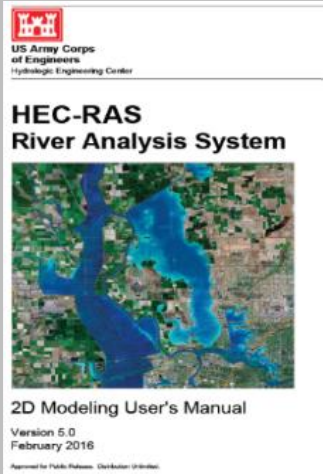 US Army Corps
of Engineers
Hydrologic Engineering Center
HEC-RAS
River Analysis System
2D Modeling User's Manual
Version 5.0
February 2016
Approved for Public Release. Distribution Unlimited.